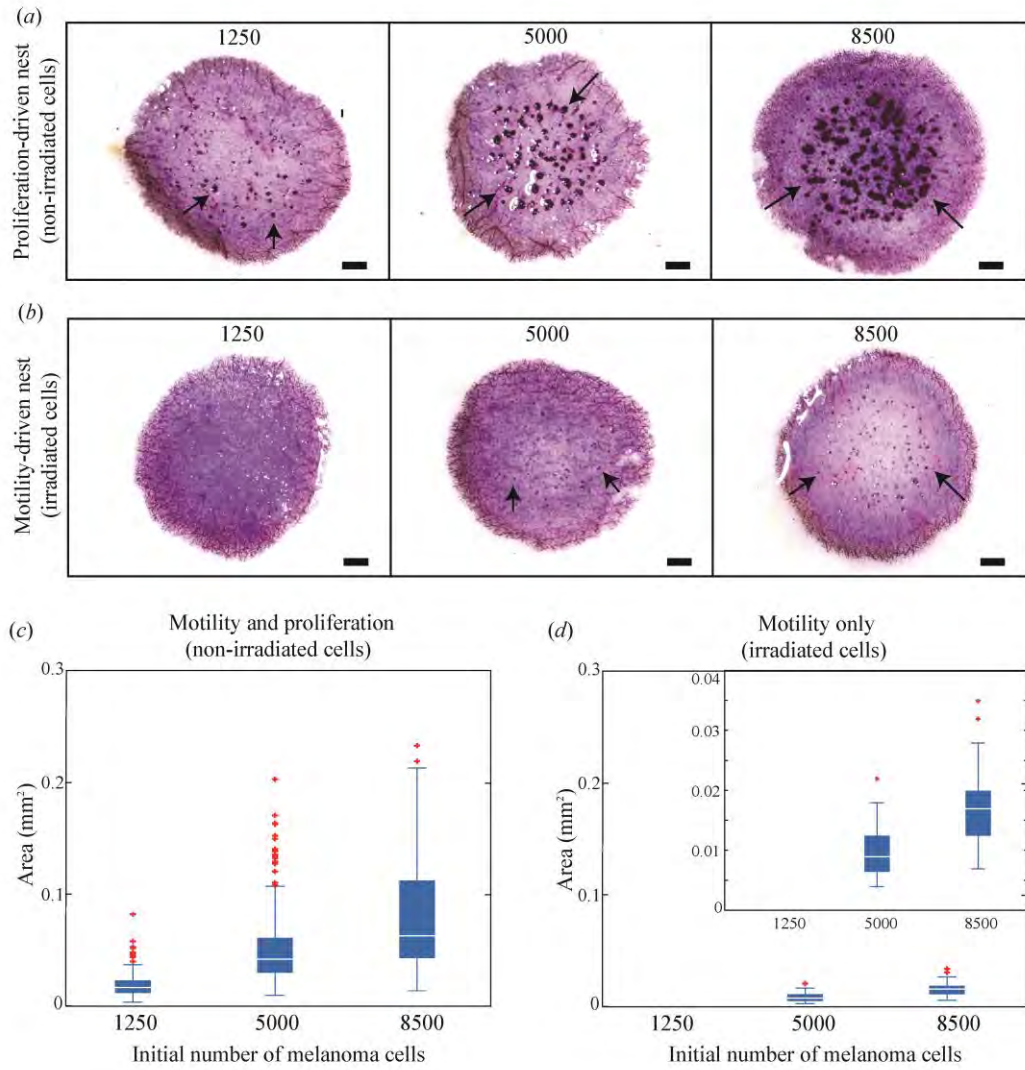 (a)
1250 5000 8500
Proliferation-driven nest
(non-irradiated cells)
(b)
1250 5000 8500
Motility-driven nest
(irradiated cells)
(c) Motility and proliferation
(non-irradiated cells)
0.3
0.2
0.1
0
Area (mm²)
1250 5000 8500
Initial number of melanoma cells
(d) Motility only
(irradiated cells)
0.3
0.2
0.1
0
Area (mm²)
0.04
0.03
0.02
0.01
0
1250 5000 8500
1250 5000 8500
Initial number of melanoma cells